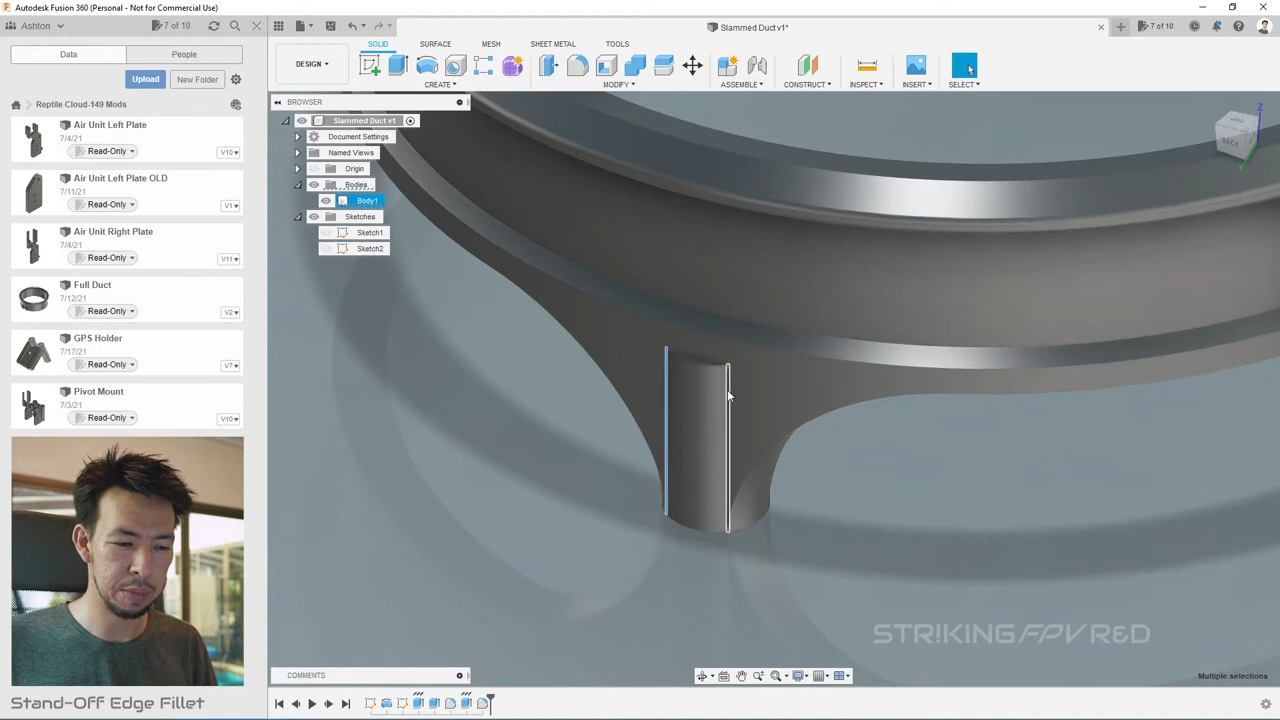 Autodesk Fusion 360 (Personal - Not for Commercial Use)
Ashton
7 of 10
Slammed Duct v1*
7 of 10
Data
People
Upload
New Folder
Reptile Cloud-149 Mods
Air Unit Left Plate
7/4/21
Read-Only
V10
Air Unit Left Plate OLD
7/11/21
Read-Only
V1
Air Unit Right Plate
7/4/21
Read-Only
V11
Full Duct
7/12/21
Read-Only
V2
GPS Holder
7/17/21
Read-Only
V7
Pivot Mount
7/3/21
Read-Only
V10
SOLID
SURFACE
MESH
SHEET METAL
TOOLS
DESIGN
CREATE
MODIFY
ASSEMBLE
CONSTRUCT
INSPECT
INSERT
SELECT
BROWSER
Slammed Duct v1
Document Settings
Named Views
Origin
Bodies
Body1
Sketches
Sketch1
Sketch2
TOP
BACK
Z
Y
STRIKING FPV R&D
COMMENTS
Multiple selections
Stand-Off Edge Fillet